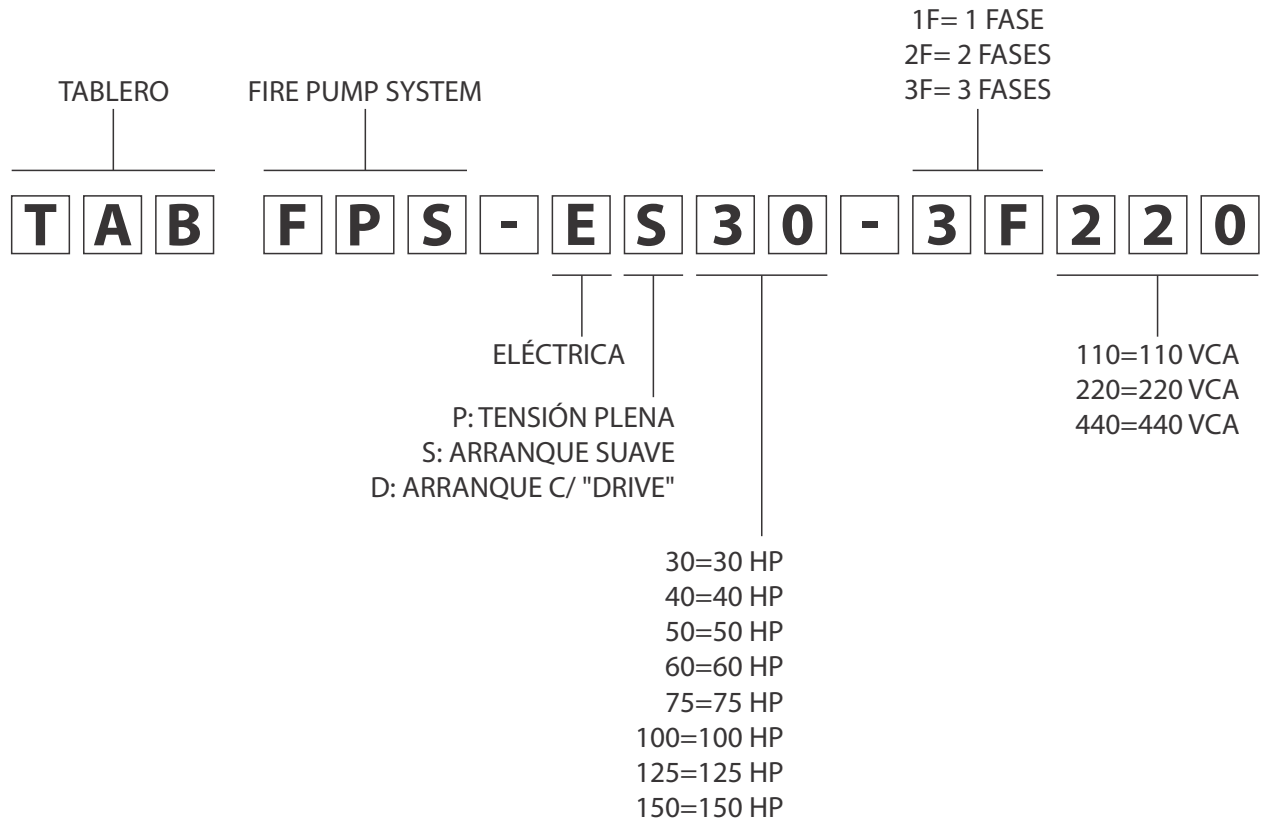 1F= 1 FASE
2F= 2 FASES
3F= 3 FASES
TABLERO FIRE PUMP SYSTEM
TAB FPS-ES30-3F220
ELÉCTRICA
P: TENSIÓN PLENA
S: ARRANQUE SUAVE
D: ARRANQUE C/ "DRIVE"
110=110 VCA
220=220 VCA
440=440 VCA
30=30 HP
40=40 HP
50=50 HP
60=60 HP
75=75 HP
100=100 HP
125=125 HP
150=150 HP